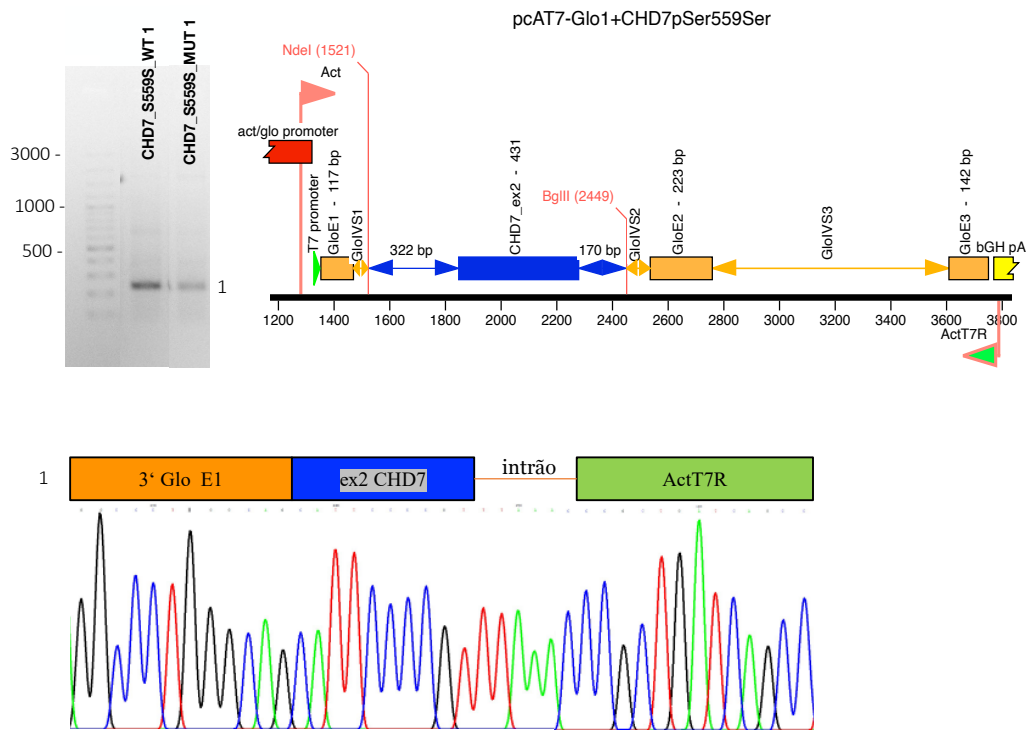 pcAT7-Glo1+CHD7pSer559Ser
CHD7_S559S_WT 1
CHD7_S559S_MUT 1
3000 -
1000 -
500 -
1
NdeI (1521)
Act
act/glo promoter
T7 promoter
GloE1 - 117 bp
GloIVS1
322 bp
CHD7_ex2 - 431
170 bp
BglII (2449)
GloIVS2
GloE2 - 223 bp
GloIVS3
GloE3 - 142 bp
bGH pA
1200 1400 1600 1800 2000 2200 2400 2600 2800 3000 3200 3400 3600 3800
ActT7R
1
3‘ Glo E1
ex2 CHD7
intrão
ActT7R